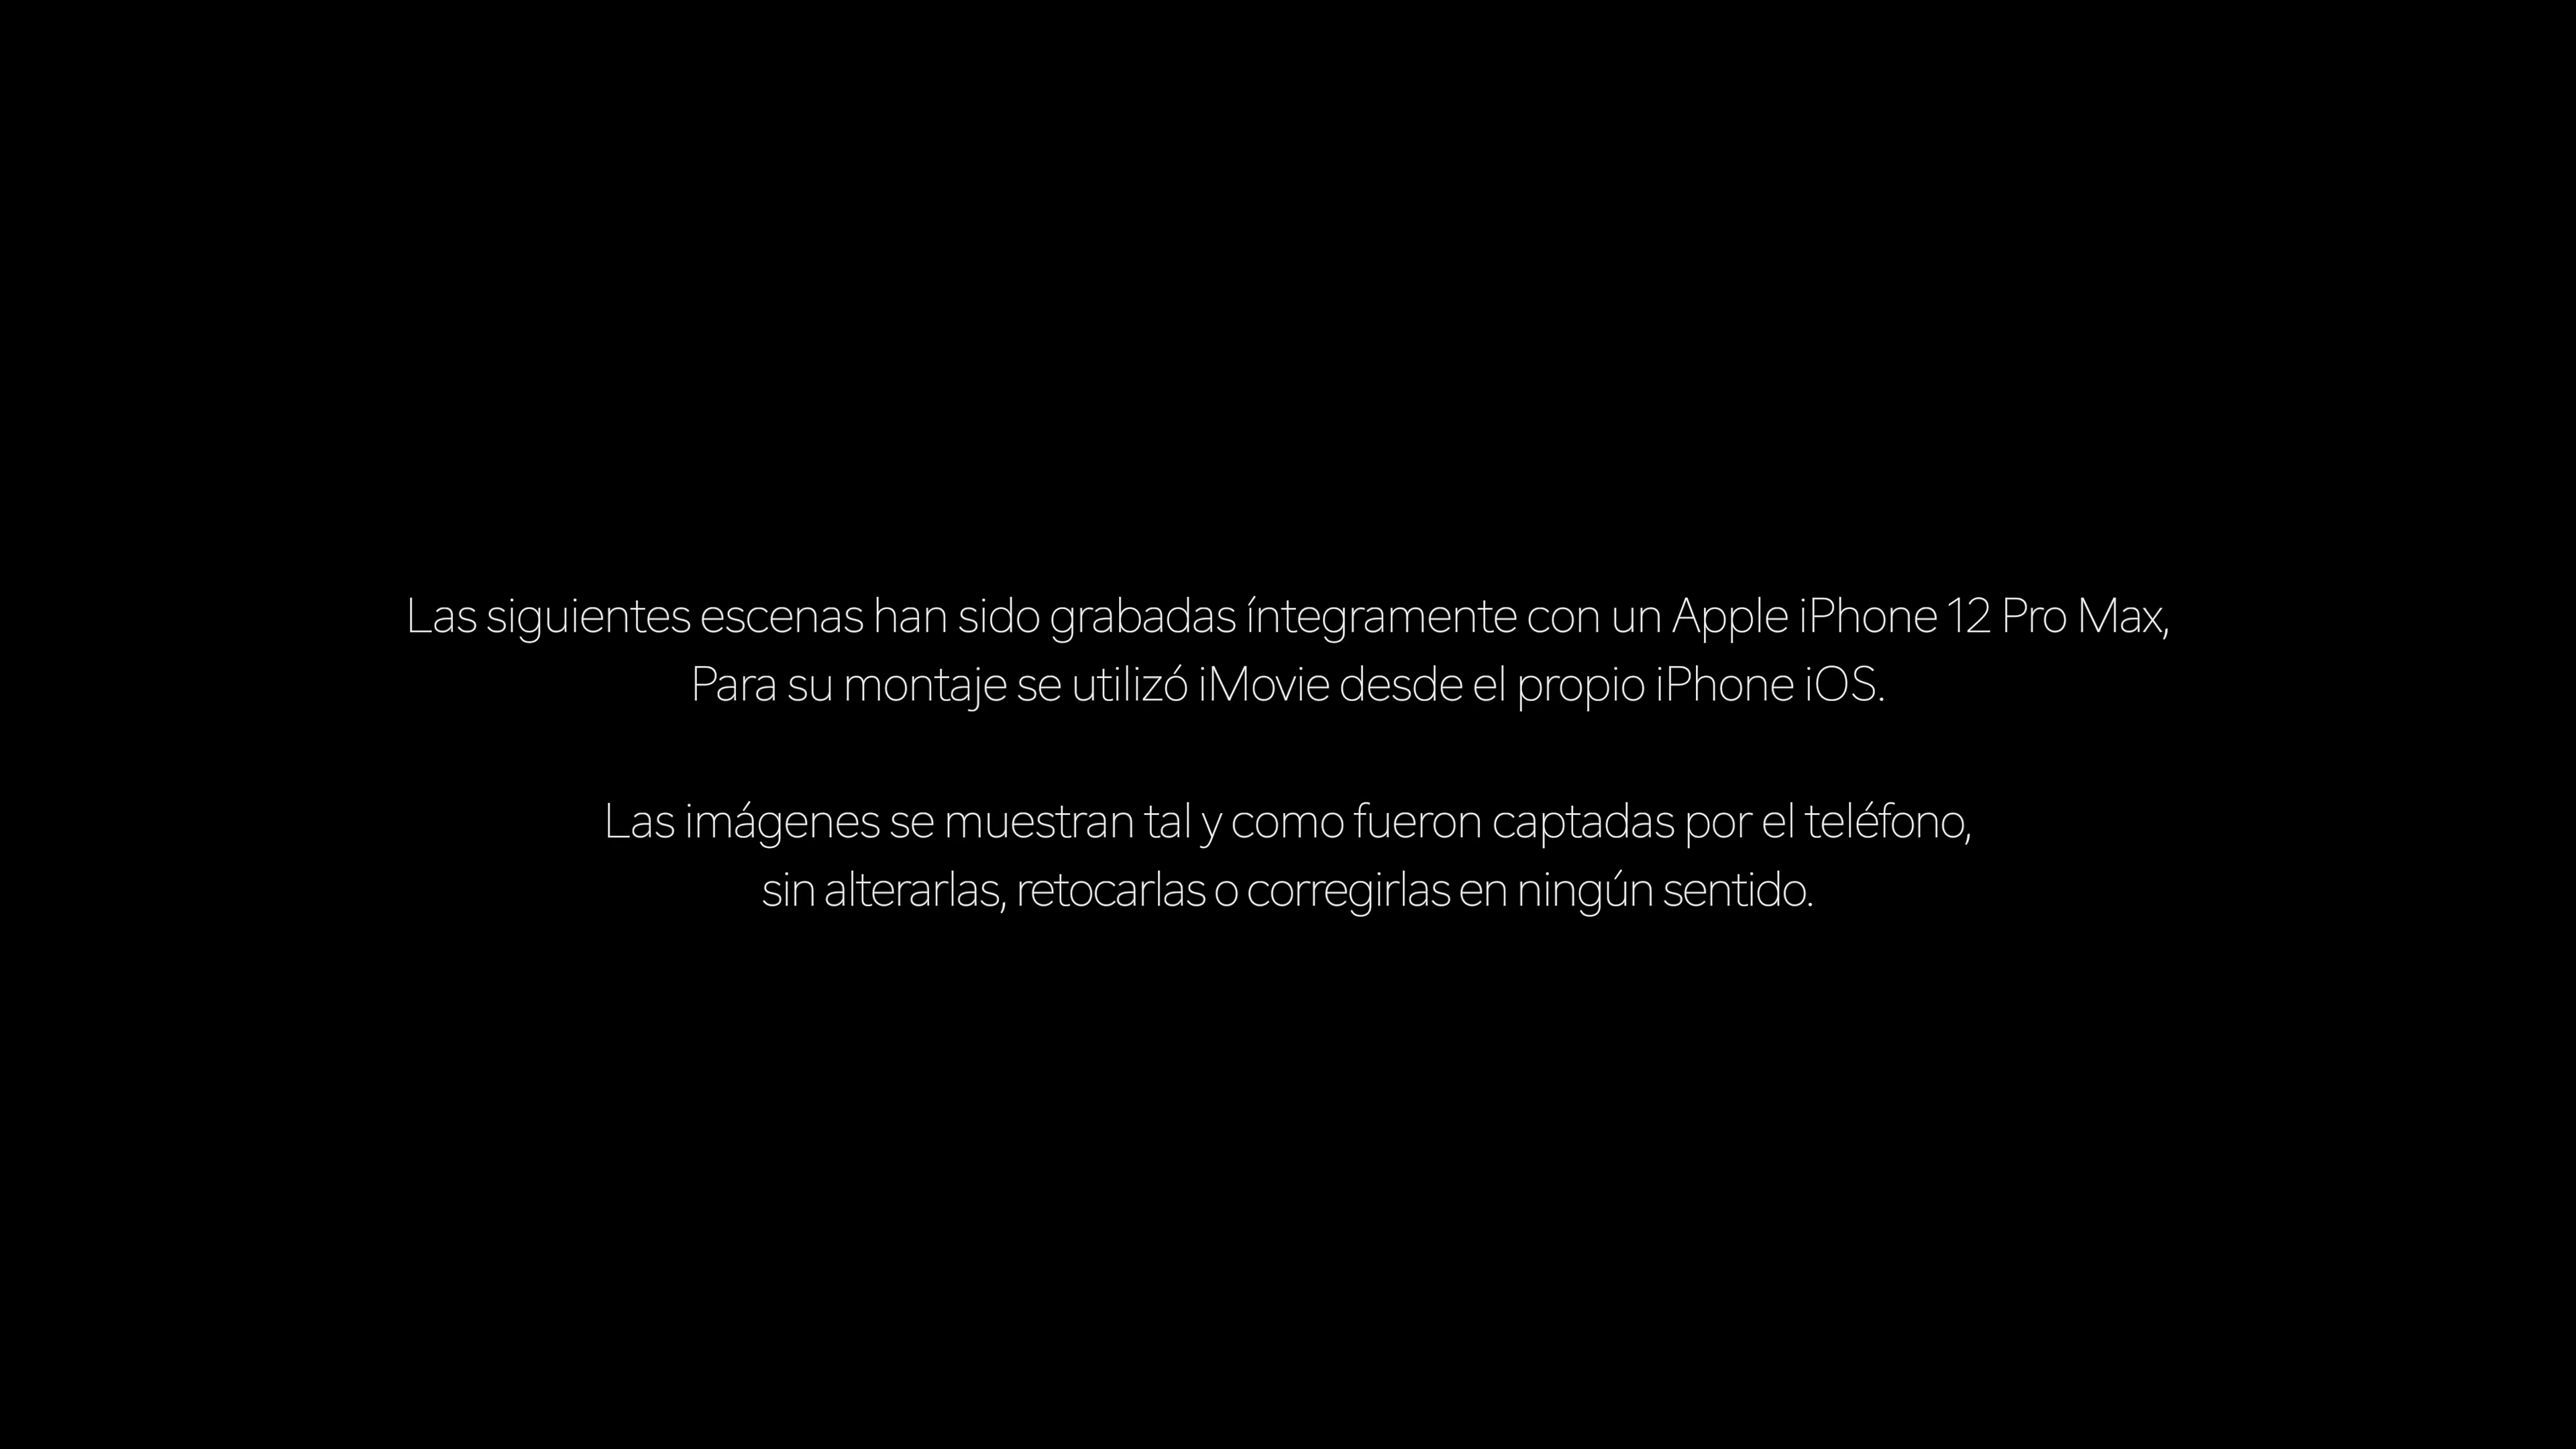 Las siguientes escenas han sido grabadas íntegramente con un Apple iPhone 12 Pro Max,
Para su montaje se utilizó iMovie desde el propio iPhone iOS.
Las imágenes se muestran tal y como fueron captadas por el teléfono,
sin alterarlas, retocarlas o corregirlas en ningún sentido.